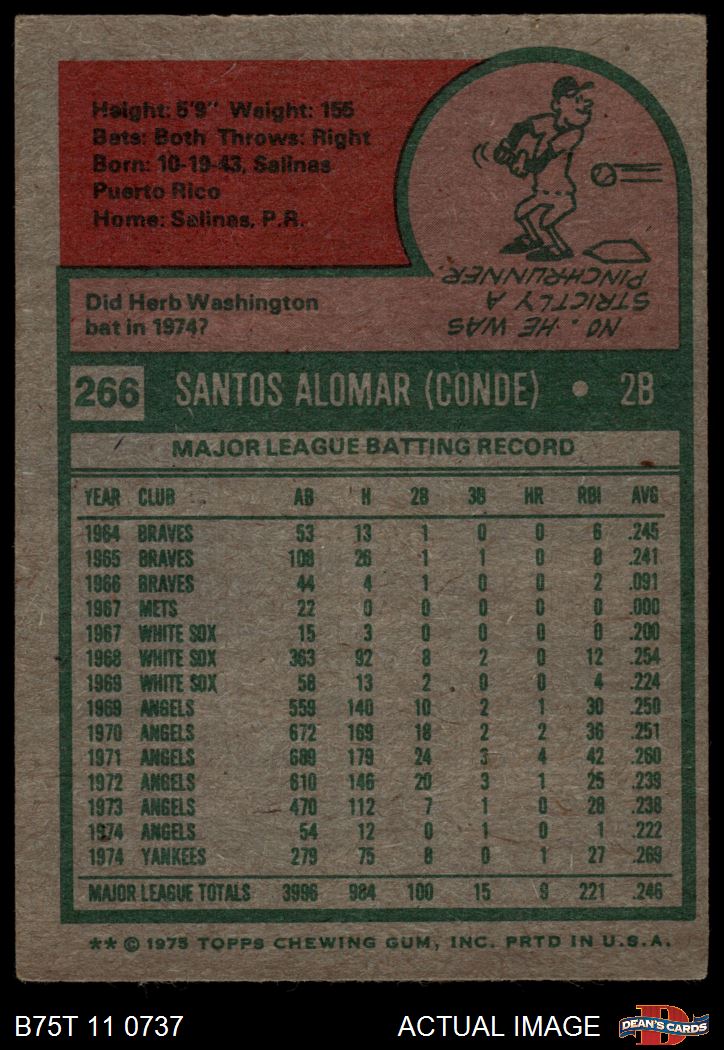 Height: 5'9" Weight: 155
Bats: Both Throws: Right
Born: 10-19-43, Salinas
Puerto Rico
Home: Salinas, P.R.
Did Herb Washington
bat in 1974?
NO. HE WAS
STRICTLY A
PINCH-RUNNER.
266 SANTOS ALOMAR (CONDE) • 2B
MAJOR LEAGUE BATTING RECORD
YEAR CLUB AB H 2B 3B HR RBI AVG
1964 BRAVES 53 13 1 0 0 6 .245
1965 BRAVES 108 26 1 1 0 8 .241
1966 BRAVES 44 4 1 0 0 2 .091
1967 METS 22 0 0 0 0 0 .000
1967 WHITE SOX 15 3 0 0 0 0 .200
1968 WHITE SOX 363 92 8 2 0 12 .254
1969 WHITE SOX 58 13 2 0 0 4 .224
1969 ANGELS 559 140 10 2 1 30 .250
1970 ANGELS 672 169 18 2 2 36 .251
1971 ANGELS 689 179 24 3 4 42 .260
1972 ANGELS 610 146 20 3 1 25 .239
1973 ANGELS 470 112 7 1 0 28 .238
1974 ANGELS 54 12 0 1 0 1 .222
1974 YANKEES 279 75 8 0 1 27 .269
MAJOR LEAGUE TOTALS 3996 984 100 15 9 221 .246
** © 1975 TOPPS CHEWING GUM, INC. PRTD IN U.S.A.
B75T 11 0737 ACTUAL IMAGE
D
DEAN'S CARDS